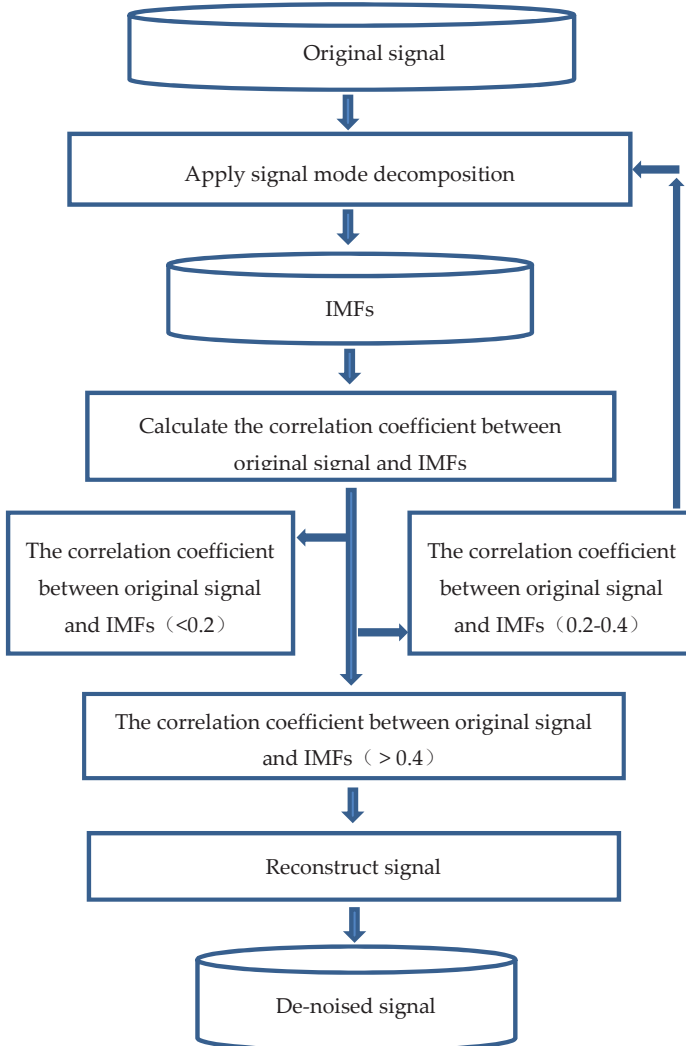 Original signal
Apply signal mode decomposition
IMFs
Calculate the correlation coefficient between
original signal and IMFs
The correlation coefficient
between original signal
and IMFs（<0.2）
The correlation coefficient
between original signal
and IMFs（0.2-0.4）
The correlation coefficient between original signal
and IMFs（ > 0.4）
Reconstruct signal
De-noised signal